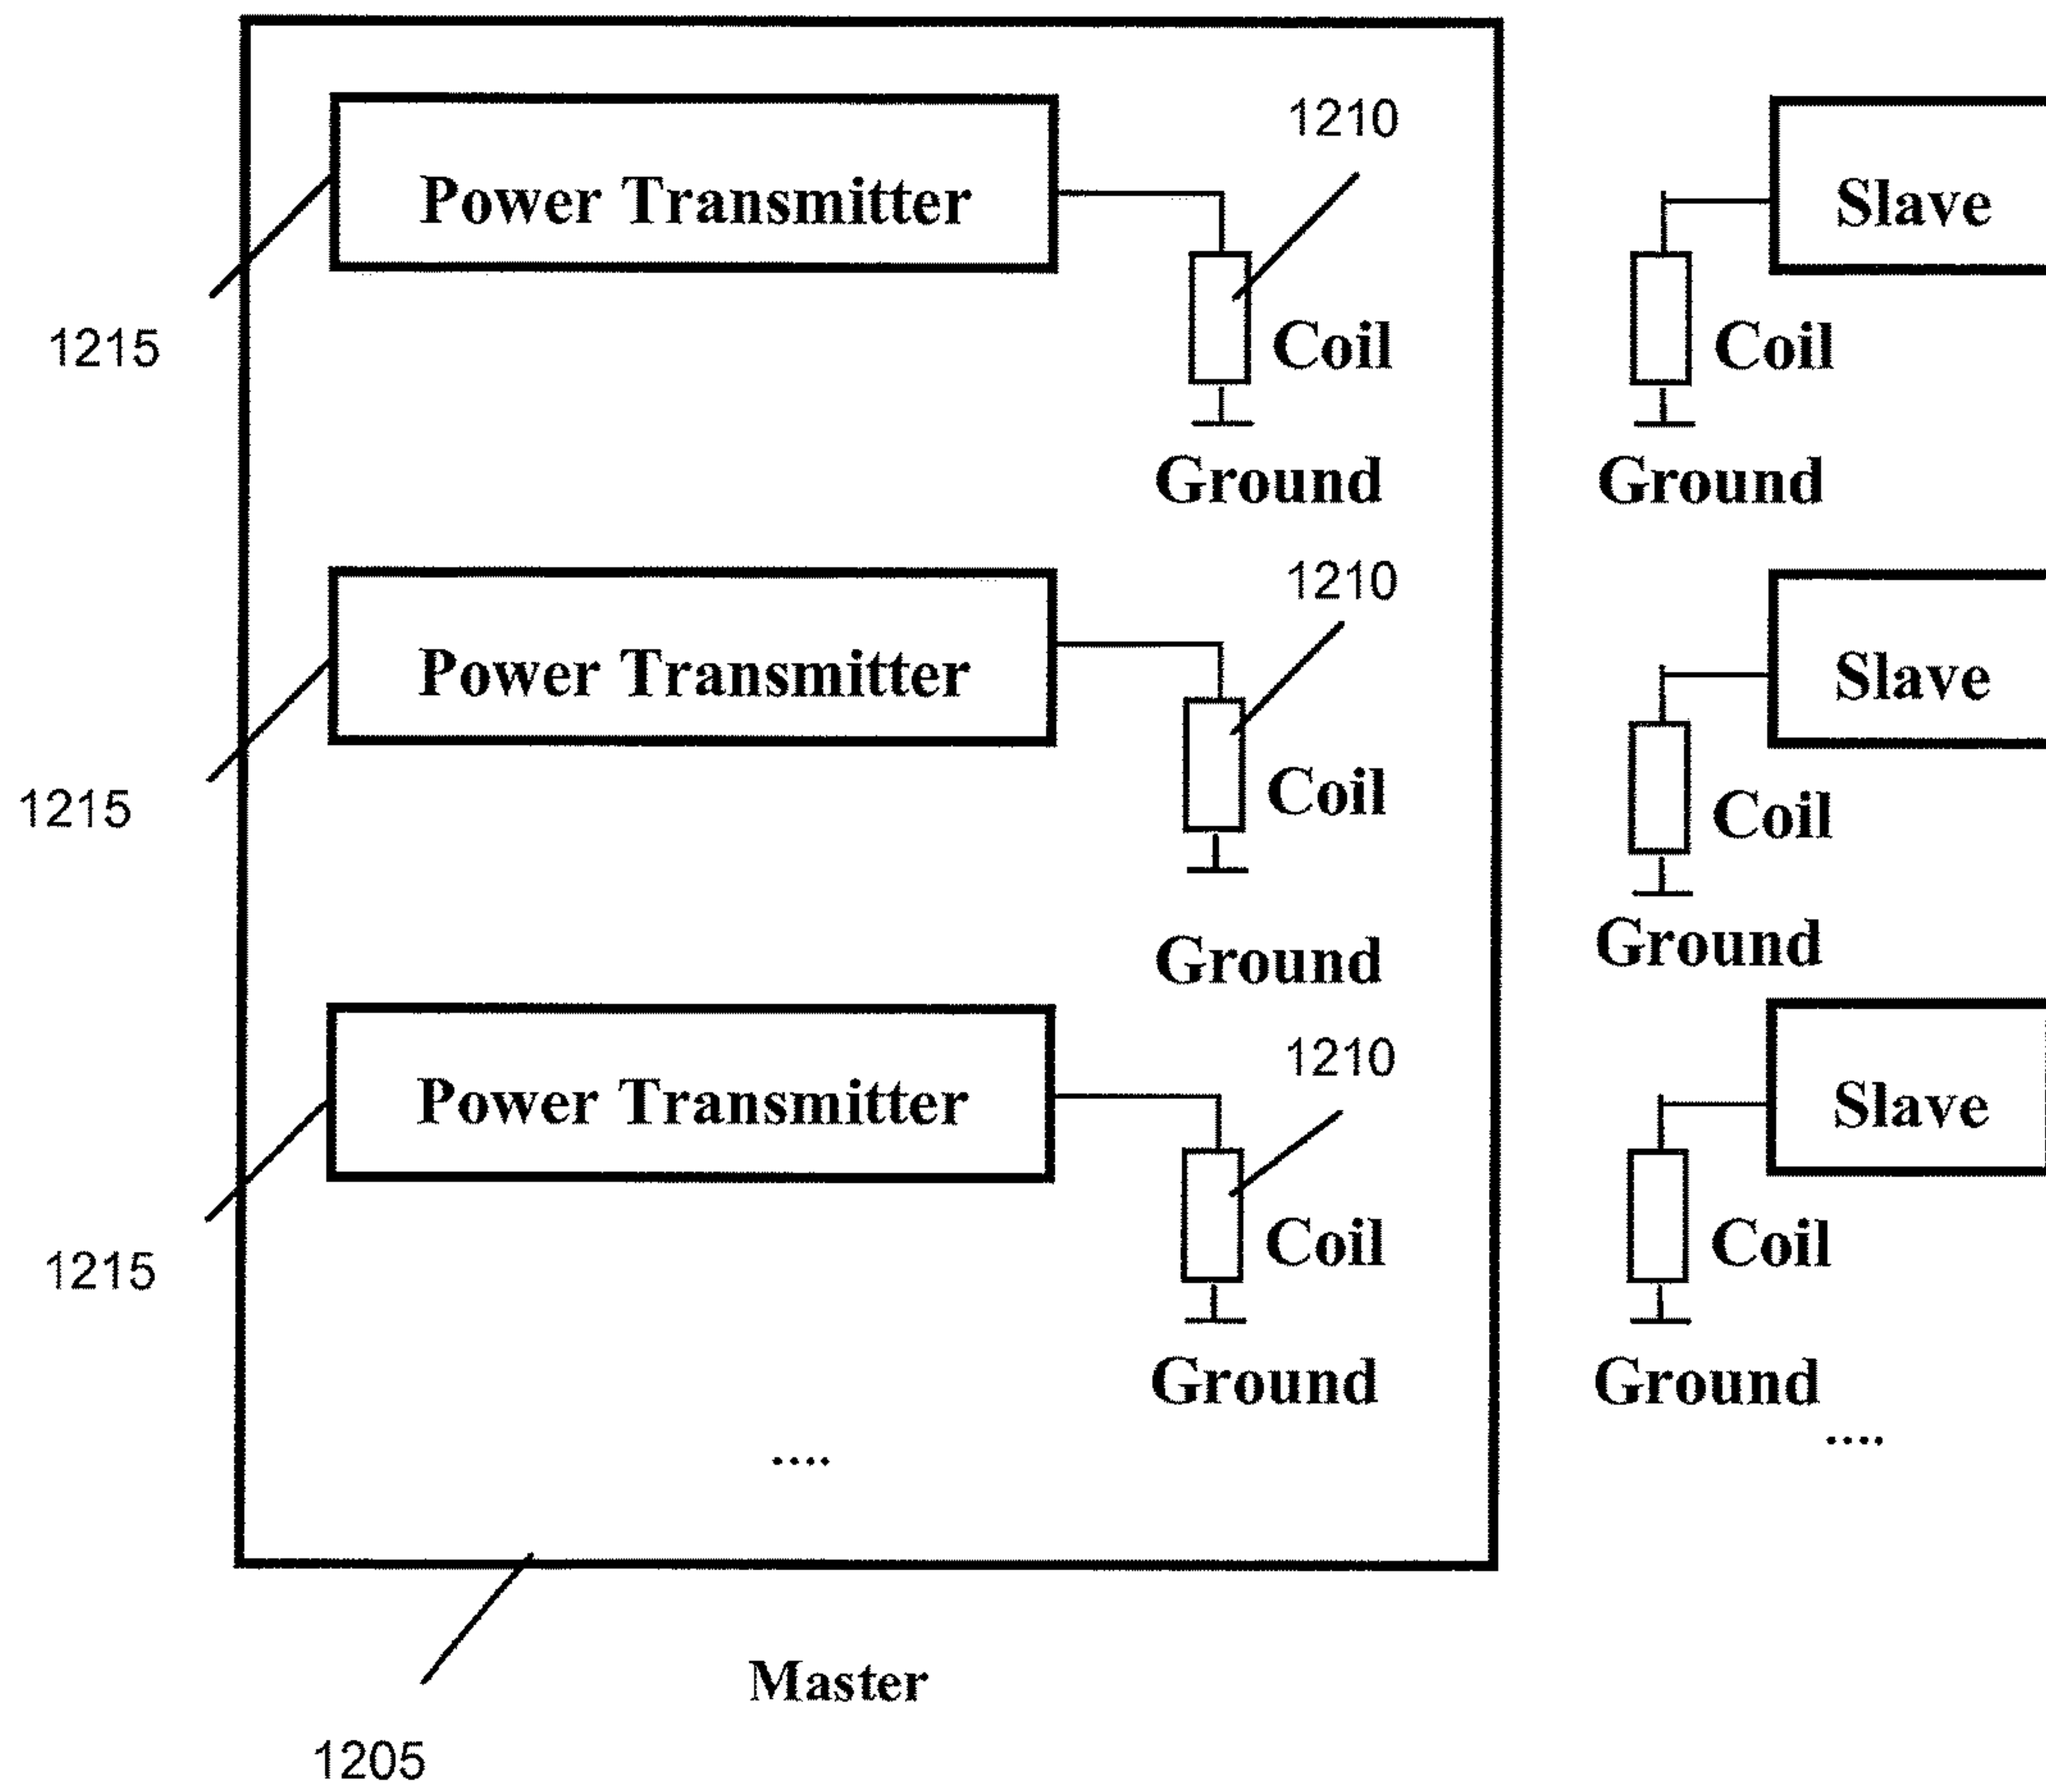 1210
Power Transmitter
Slave
1215
Coil
Coil
Ground
Ground
1210
Power Transmitter
Slave
1215
Coil
Coil
Ground
Ground
1210
Power Transmitter
Slave
1215
Coil
Coil
Ground
Ground
....
....
Master
1205